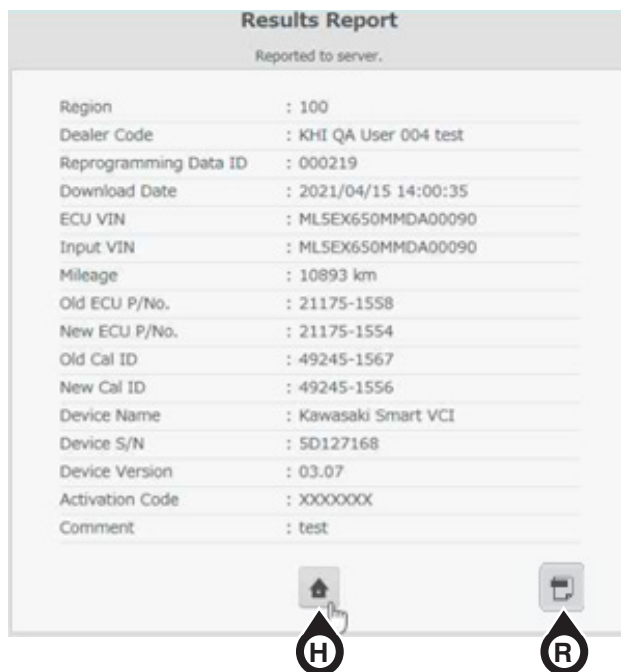 Results Report
Reported to server.
Region : 100
Dealer Code : KHI QA User 004 test
Reprogramming Data ID : 000219
Download Date : 2021/04/15 14:00:35
ECU VIN : ML5EX650MMDA00090
Input VIN : ML5EX650MMDA00090
Mileage : 10893 km
Old ECU P/No. : 21175-1558
New ECU P/No. : 21175-1554
Old Cal ID : 49245-1567
New Cal ID : 49245-1556
Device Name : Kawasaki Smart VCI
Device S/N : 5D127168
Device Version : 03.07
Activation Code : XXXXXXX
Comment : test
H R